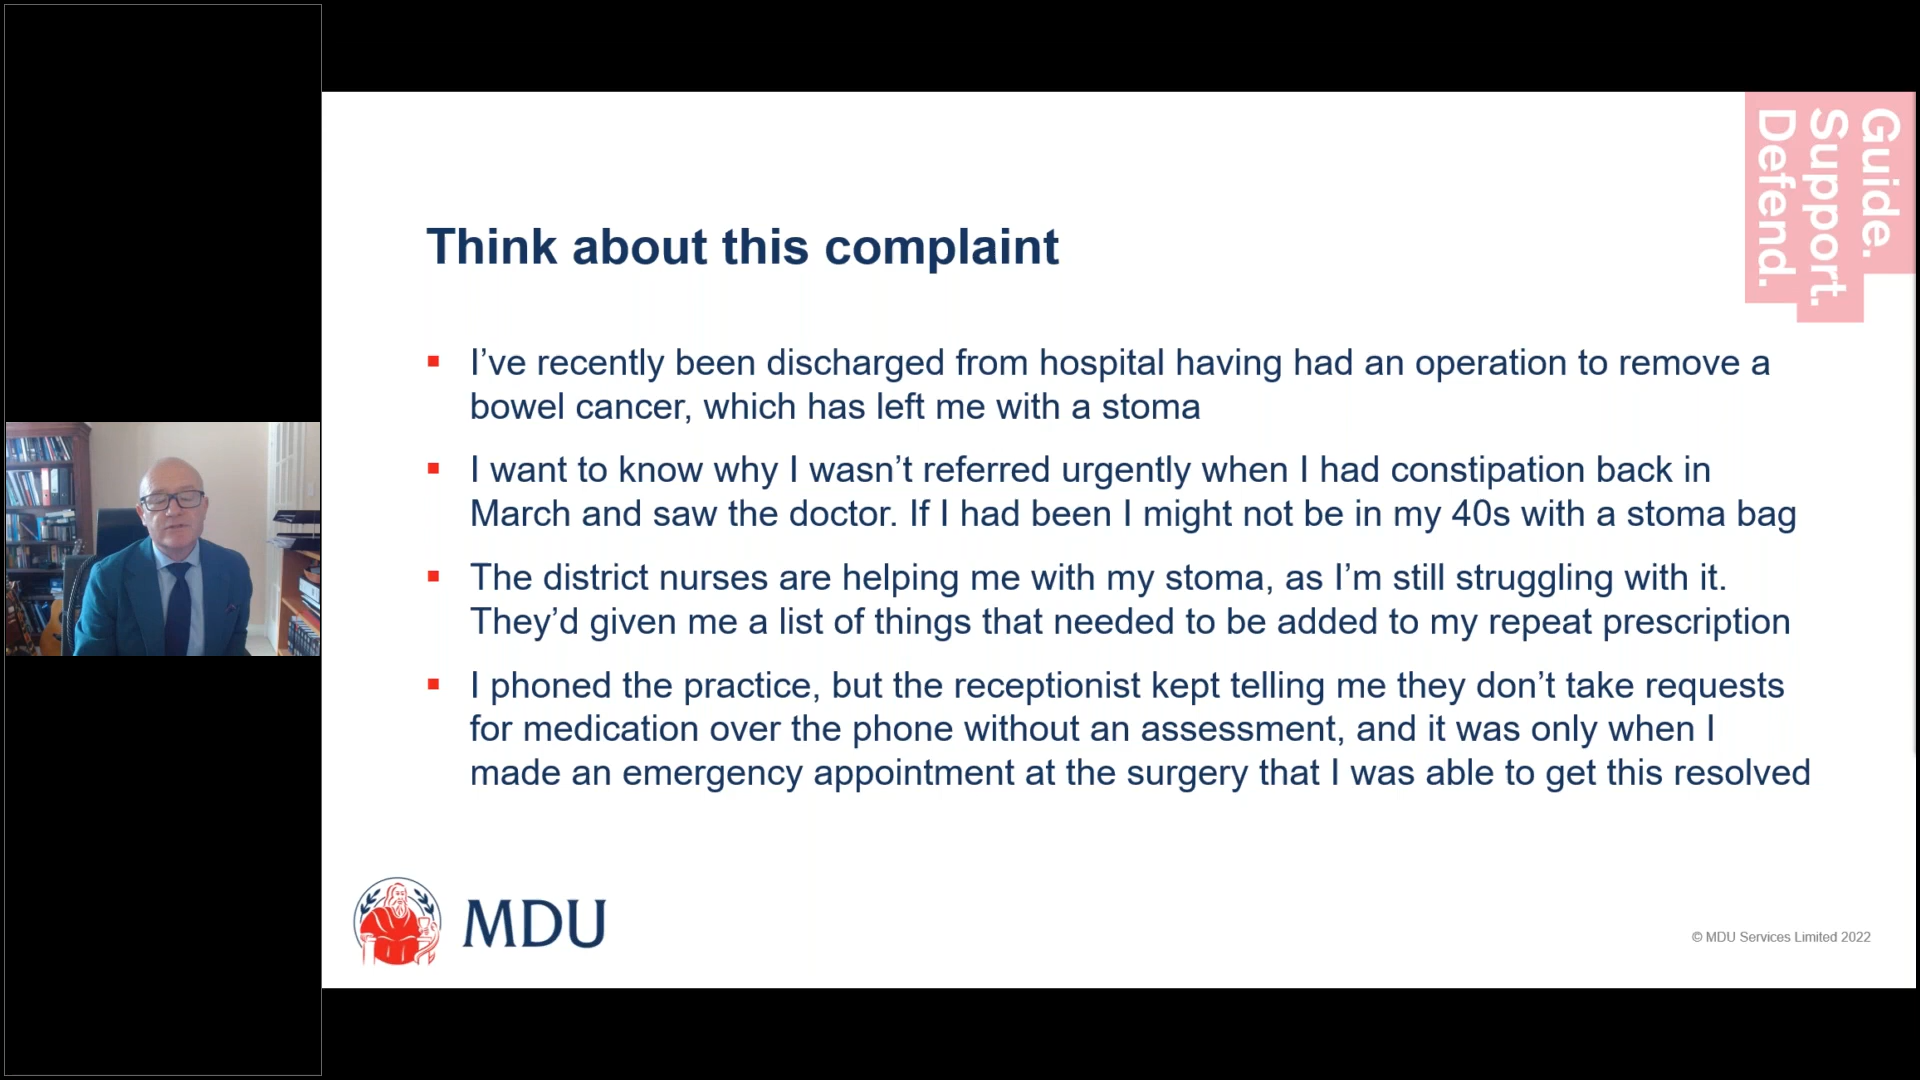 Guide.
Support.
Defend.
Think about this complaint
I’ve recently been discharged from hospital having had an operation to remove a
bowel cancer, which has left me with a stoma
I want to know why I wasn’t referred urgently when I had constipation back in
March and saw the doctor. If I had been I might not be in my 40s with a stoma bag
The district nurses are helping me with my stoma, as I’m still struggling with it.
They’d given me a list of things that needed to be added to my repeat prescription
I phoned the practice, but the receptionist kept telling me they don’t take requests
for medication over the phone without an assessment, and it was only when I
made an emergency appointment at the surgery that I was able to get this resolved
MDU
© MDU Services Limited 2022